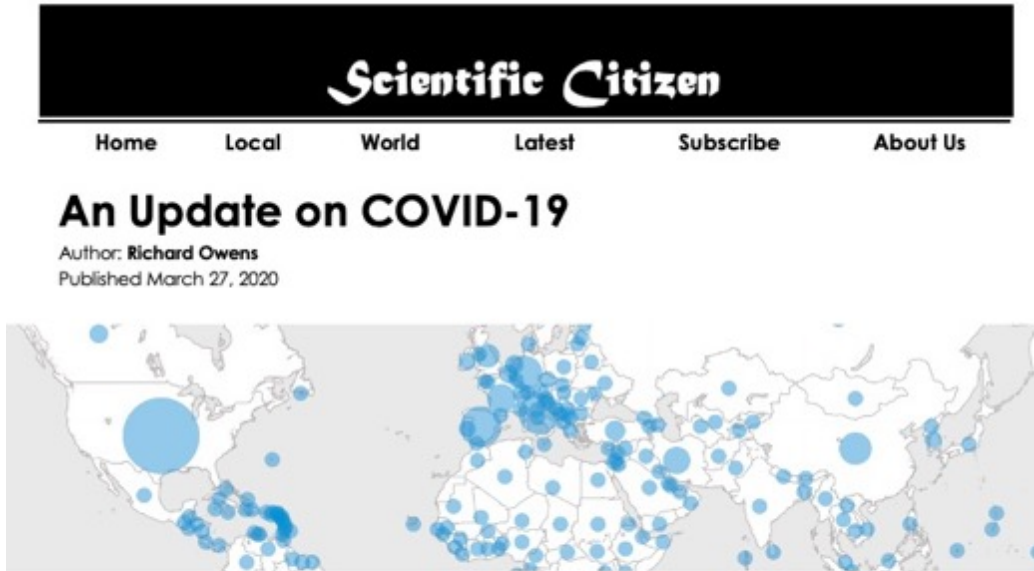 Scientific Citizen
Home Local World Latest Subscribe About Us
An Update on COVID-19
Author: Richard Owens
Published March 27, 2020